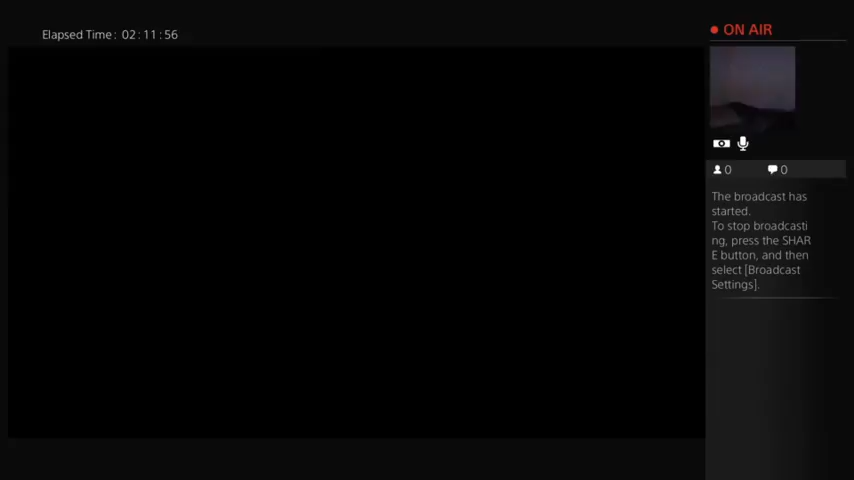 Elapsed Time: 02:11:56
ON AIR
0 0
The broadcast has
started.
To stop broadcasti
ng, press the SHAR
E button, and then
select [Broadcast
Settings].